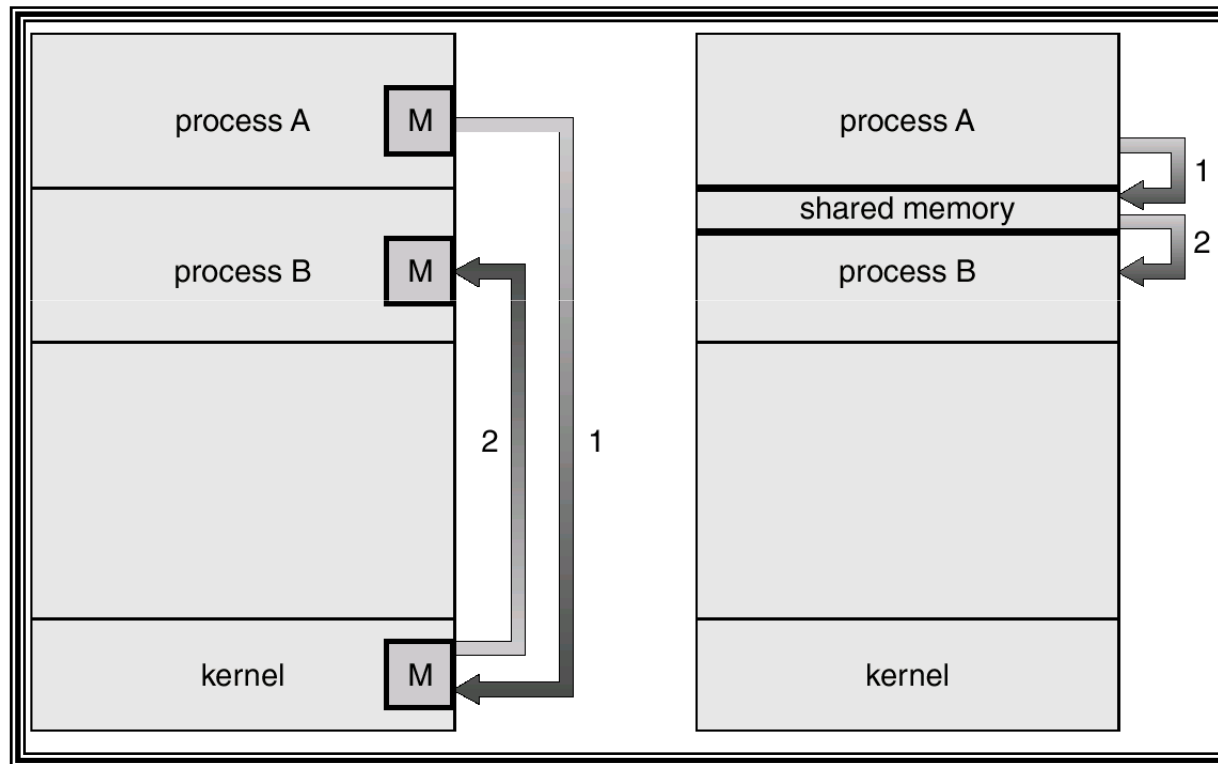 process A
M
process B
M
2
1
kernel
M
process A
1
shared memory
2
process B
kernel